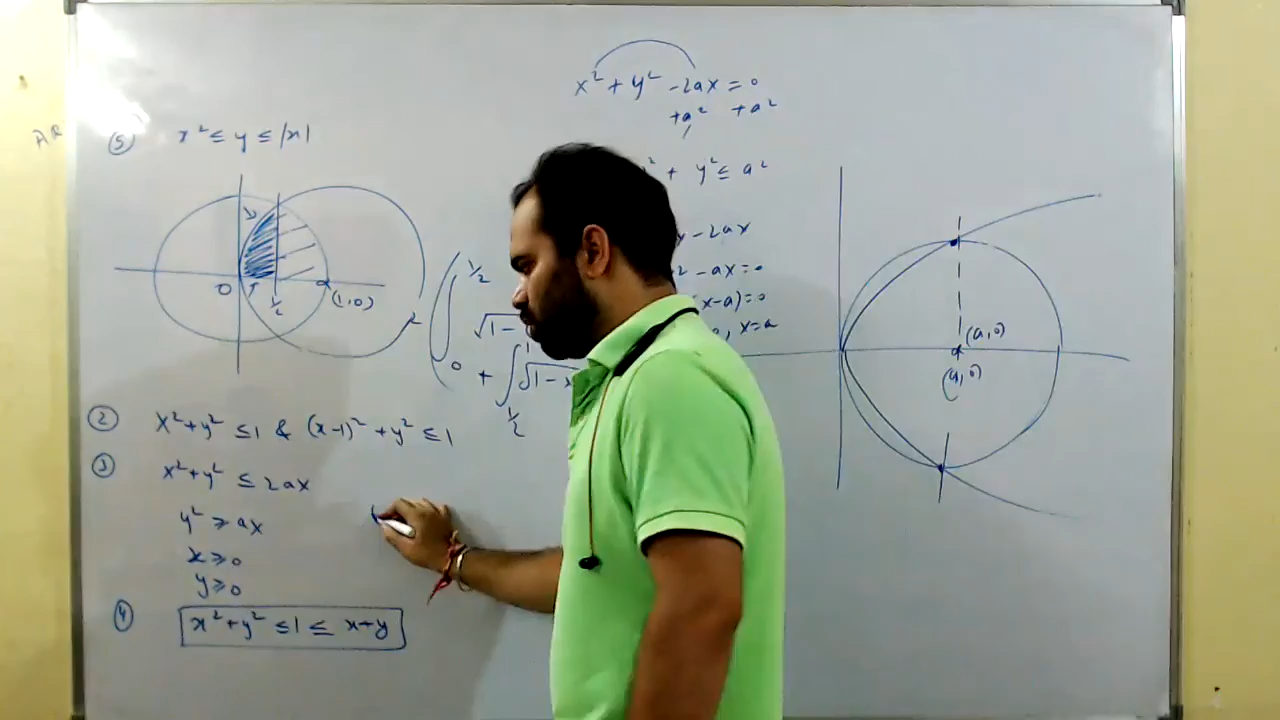 x² + y² - 2ax = 0
+a² +a²
⑤ x² ≤ y ≤ |x|
+ y² ≤ a²
x - 2ax
2 - ax = 0
(x-a) = 0
, x = a
O
1/2
(1,0)
1/2
0
√1-
+ ∫ √1-x
1
1/2
(a,0)
(a,0)
② x²+y² ≤ 1 & (x-1)² + y² ≤ 1
③ x²+y² ≤ 2ax
y² ≥ ax
x ≥ 0
y ≥ 0
④ x²+y² ≤ 1 ≤ x+y